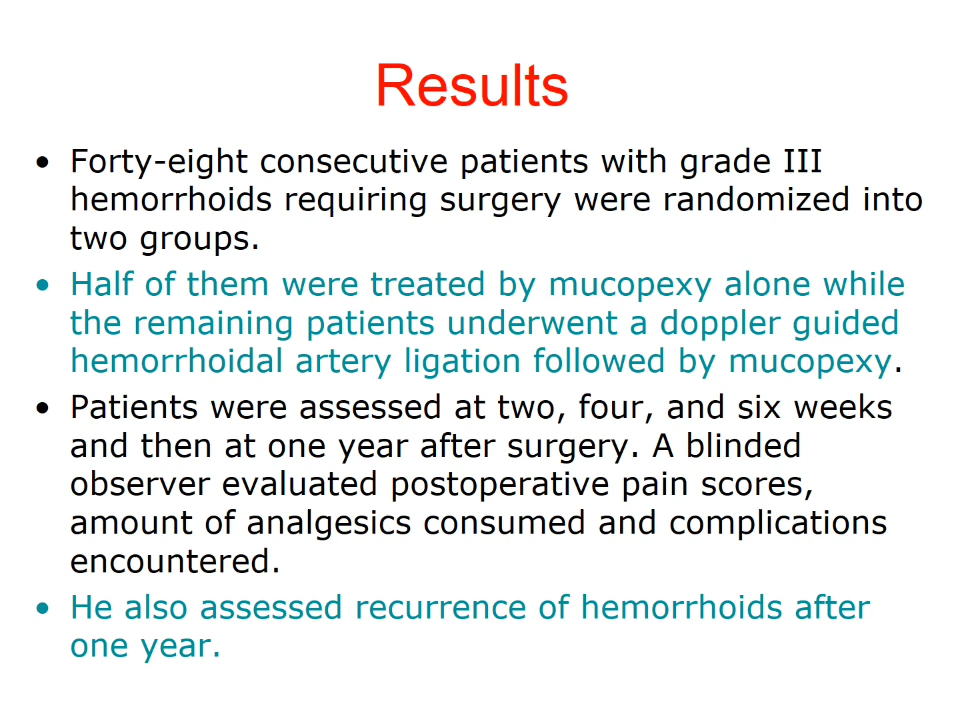 Results
• Forty-eight consecutive patients with grade III
hemorrhoids requiring surgery were randomized into
two groups.
• Half of them were treated by mucopexy alone while
the remaining patients underwent a doppler guided
hemorrhoidal artery ligation followed by mucopexy.
• Patients were assessed at two, four, and six weeks
and then at one year after surgery. A blinded
observer evaluated postoperative pain scores,
amount of analgesics consumed and complications
encountered.
• He also assessed recurrence of hemorrhoids after
one year.